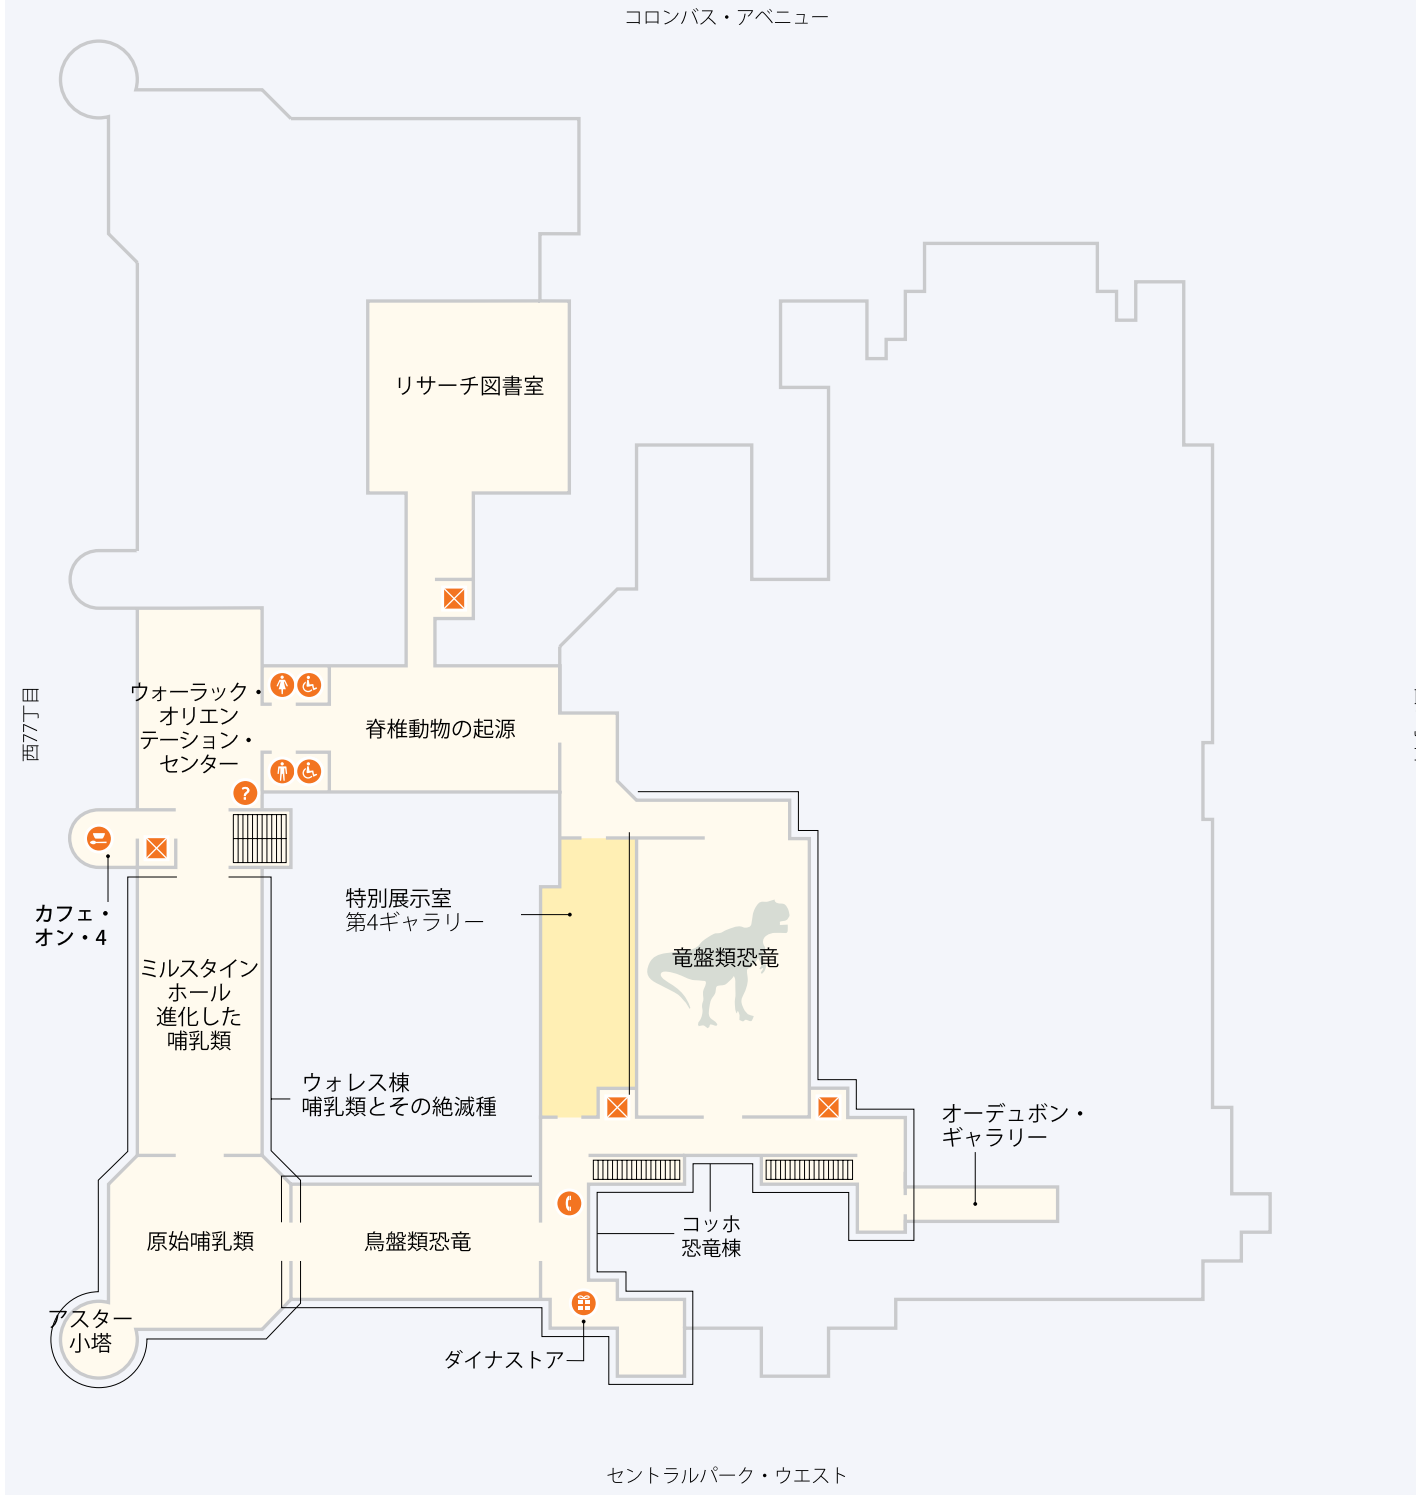 コロンバス・アベニュー
リサーチ図書室
西77丁目
ウォーラック・
オリエン
テーション・
センター
脊椎動物の起源
?
カフェ・
オン・4
特別展示室
第4ギャラリー
竜盤類恐竜
ミルスタイン
ホール
進化した
哺乳類
ウォレス棟
哺乳類とその絶滅種
オーデュボン・
ギャラリー
原始哺乳類
鳥盤類恐竜
コッホ
恐竜棟
アスター
小塔
ダイナストア
セントラルパーク・ウエスト